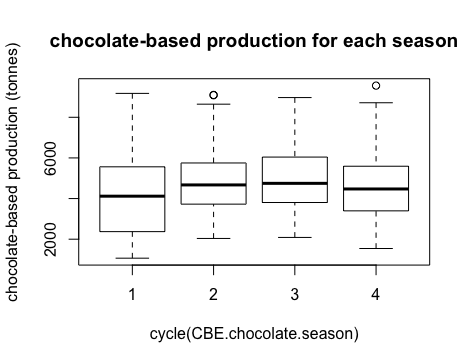 chocolate-based production for each season
chocolate-based production (tonnes)
6000
2000
1 2 3 4
cycle(CBE.chocolate.season)